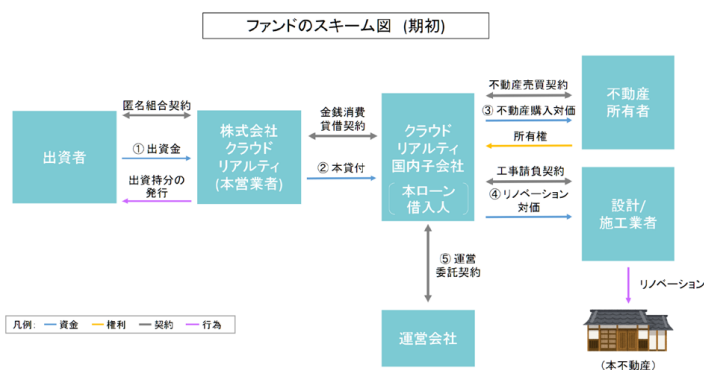 ファンドのスキーム図 (期初)
匿名組合契約
出資者
① 出資金
出資持分の
発行
株式会社
クラウド
リアルティ
(本営業者)
金銭消費
貸借契約
② 本貸付
クラウド
リアルティ
国内子会社
本ローン
借入人
不動産売買契約
③ 不動産購入対価
所有権
不動産
所有者
工事請負契約
④ リノベーション
対価
設計/
施工業者
⑤ 運営
委託契約
運営会社
リノベーション
(本不動産)
凡例: 資金 権利 契約 行為